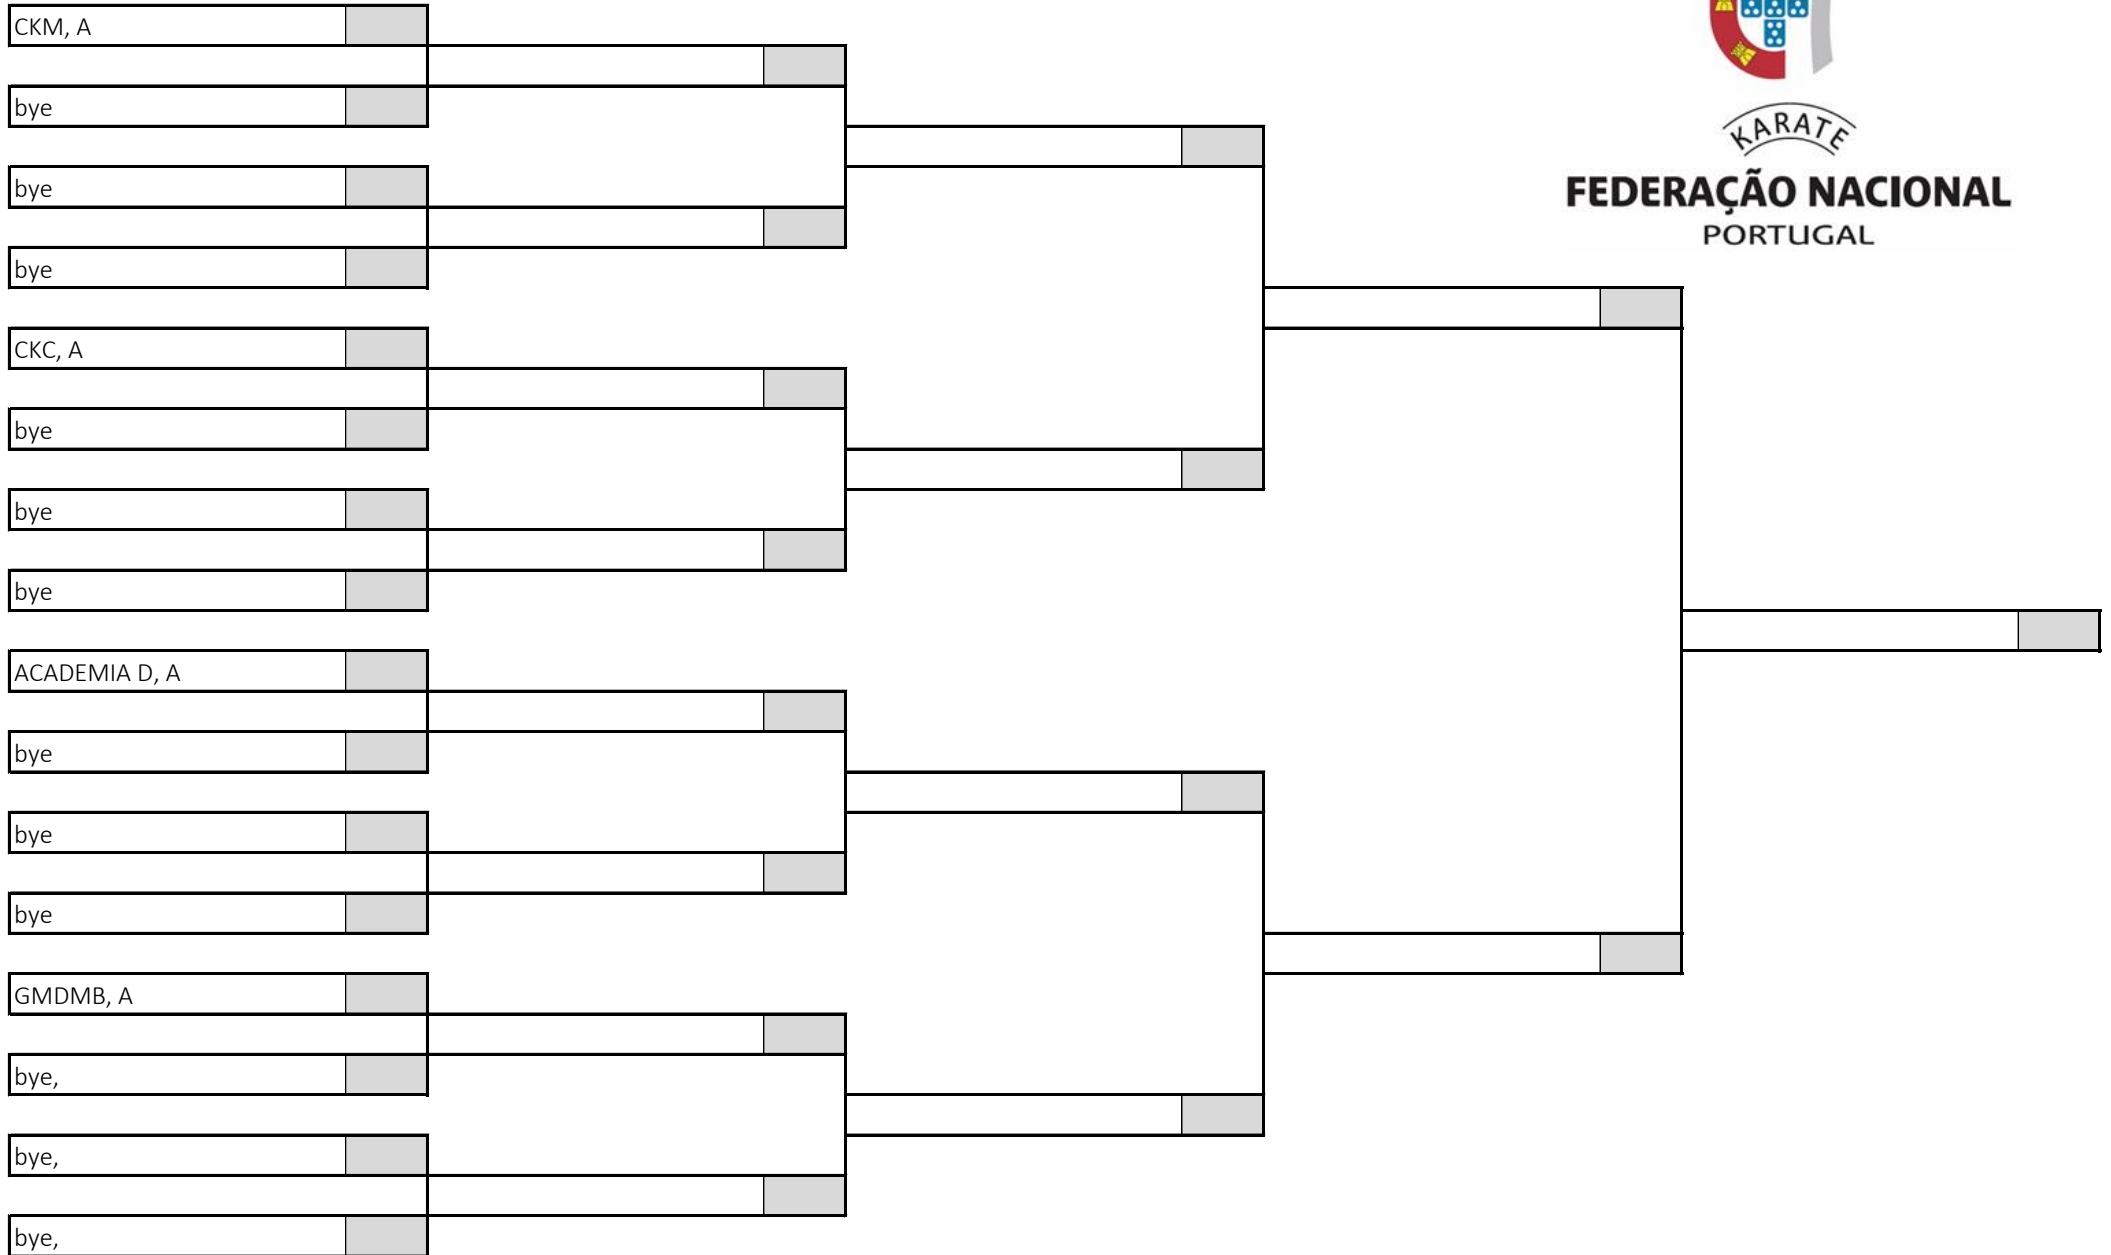 CKM, A
bye
bye
bye
CKC, A
bye
bye
bye
ACADEMIA D, A
bye
bye
bye
GMDMB, A
bye,
bye,
bye,
KARATE
FEDERAÇÃO NACIONAL
PORTUGAL